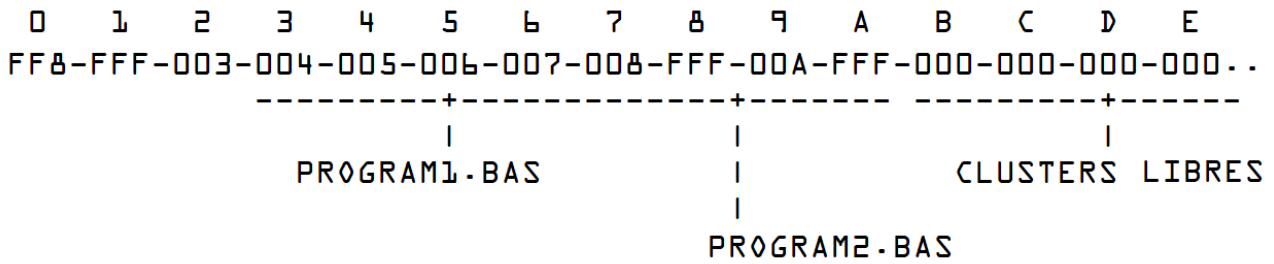 0 1 2 3 4 5 6 7 8 9 A B C D E
FF8-FFF-003-004-005-006-007-008-FFF-00A-FFF-000-000-000-000..
---------+-------------+------- ---------+------
| | |
PROGRAM1.BAS | CLUSTERS LIBRES
|
PROGRAM2.BAS